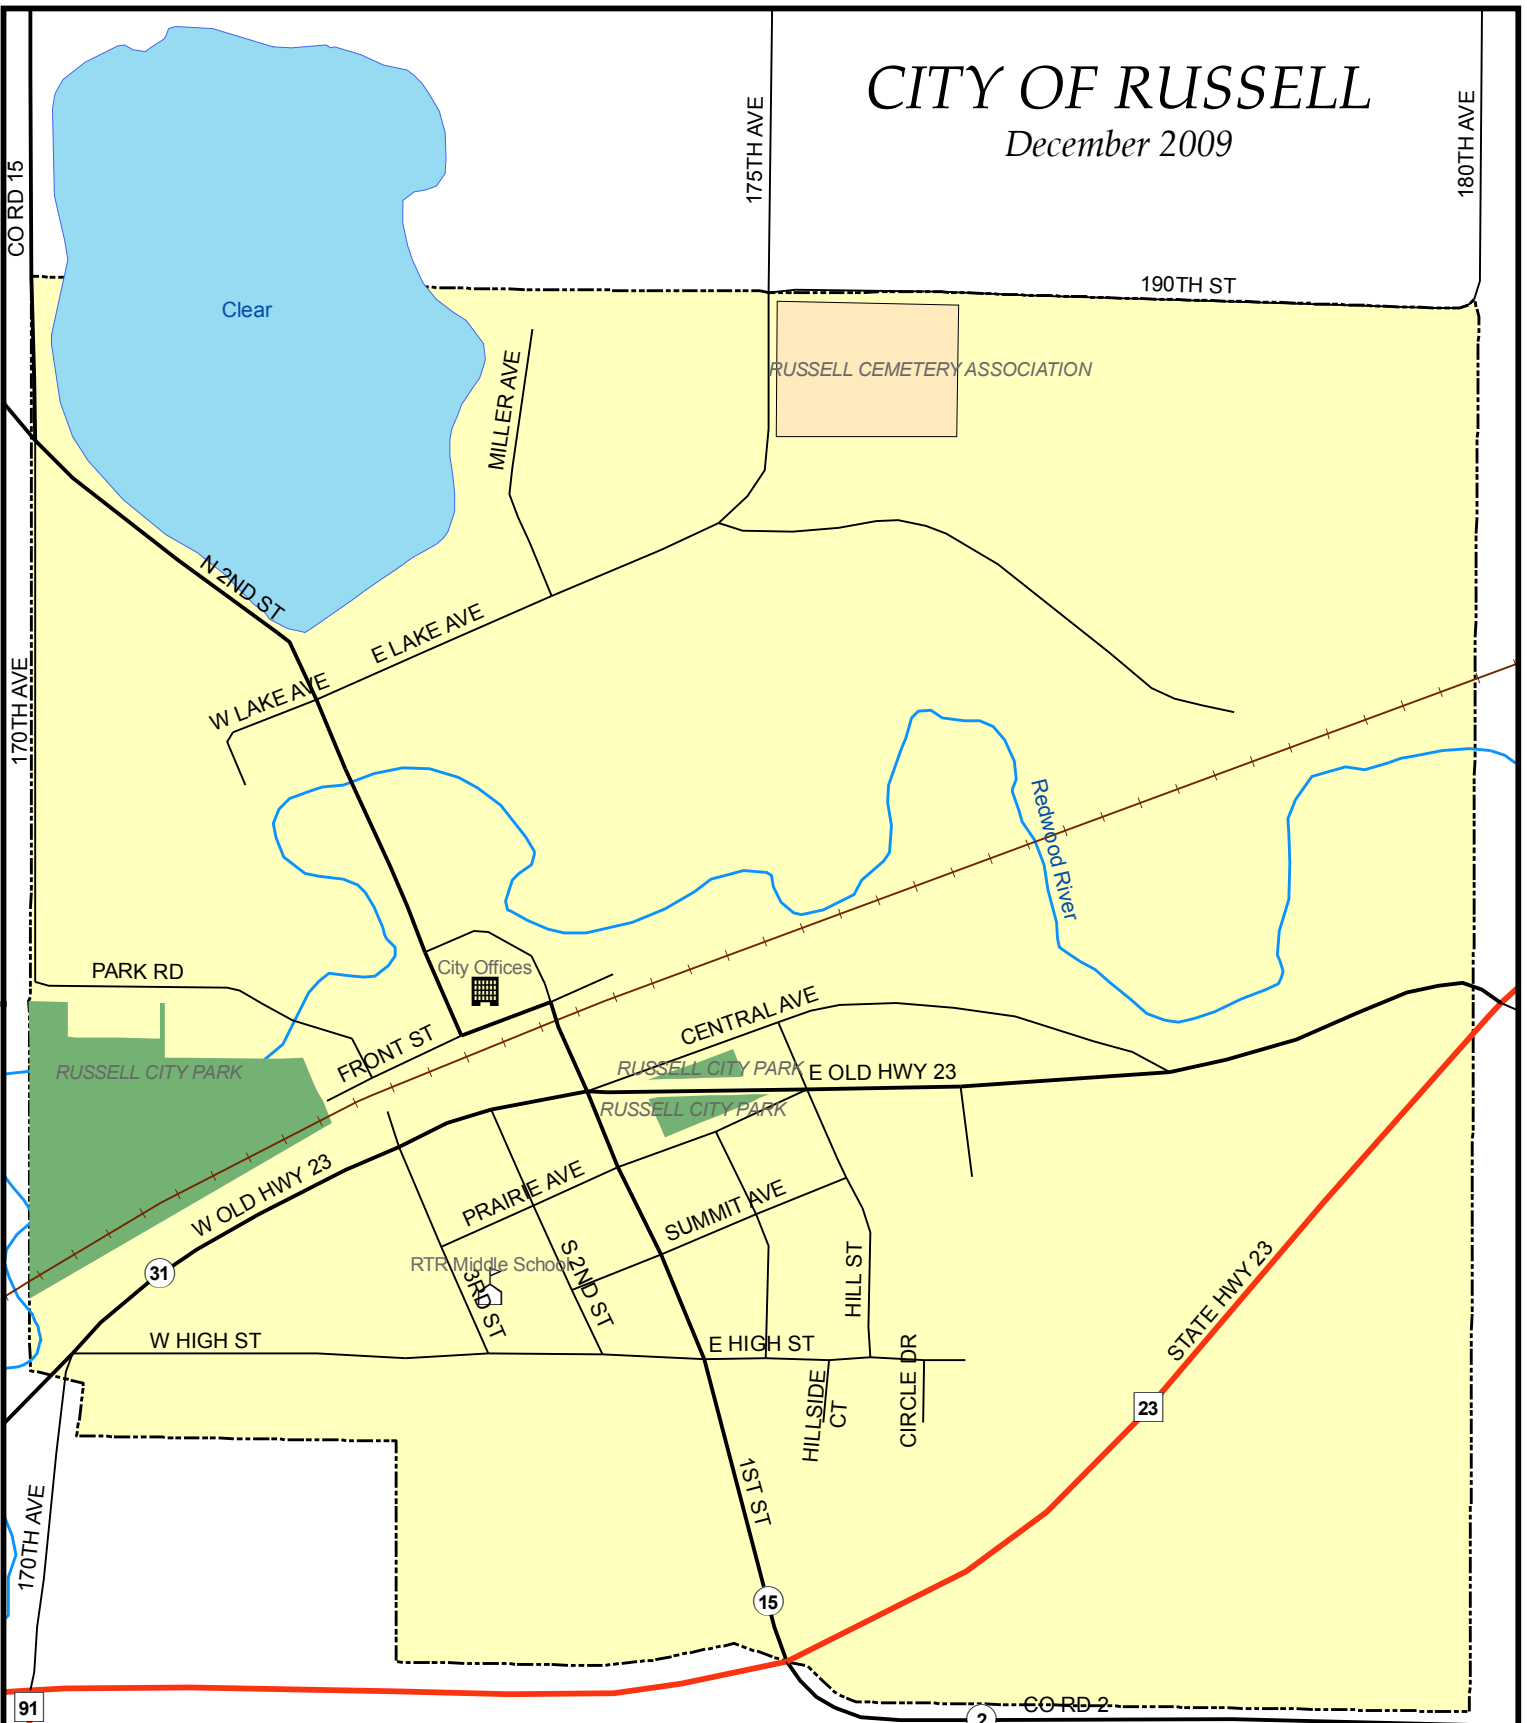 CITY OF RUSSELL
December 2009
CO RD 15
175TH AVE
180TH AVE
190TH ST
Clear
MILLER AVE
RUSSELL CEMETERY ASSOCIATION
N 2ND ST
E LAKE AVE
W LAKE AVE
170TH AVE
Redwood River
PARK RD
City Offices
FRONT ST
CENTRAL AVE
RUSSELL CITY PARK
RUSSELL CITY PARK
E OLD HWY 23
RUSSELL CITY PARK
W OLD HWY 23
PRAIRIE AVE
SUMMIT AVE
RTR Middle School
3RD ST
S 2ND ST
HILL ST
31
STATE HWY 23
W HIGH ST
E HIGH ST
HILLSIDE
CT
CIRCLE DR
23
1ST ST
170TH AVE
15
91
CO RD 2
2